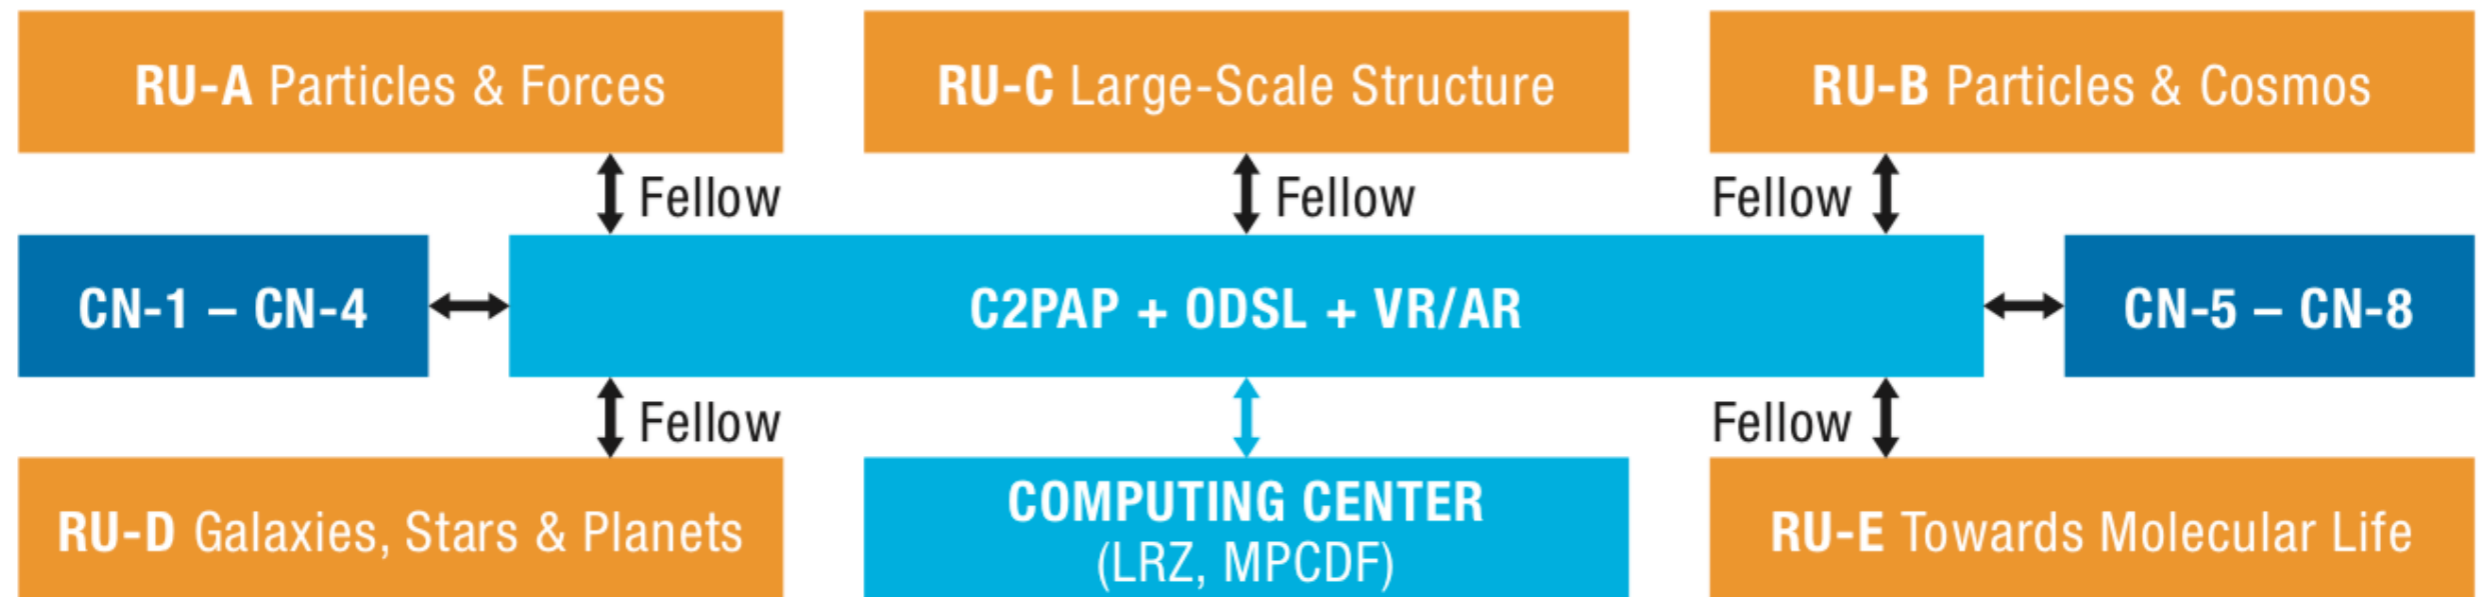 RU-A Particles & Forces
RU-C Large-Scale Structure
RU-B Particles & Cosmos
Fellow
Fellow
Fellow
CN-1 – CN-4
C2PAP + ODSL + VR/AR
CN-5 – CN-8
Fellow
Fellow
RU-D Galaxies, Stars & Planets
COMPUTING CENTER
(LRZ, MPCDF)
RU-E Towards Molecular Life